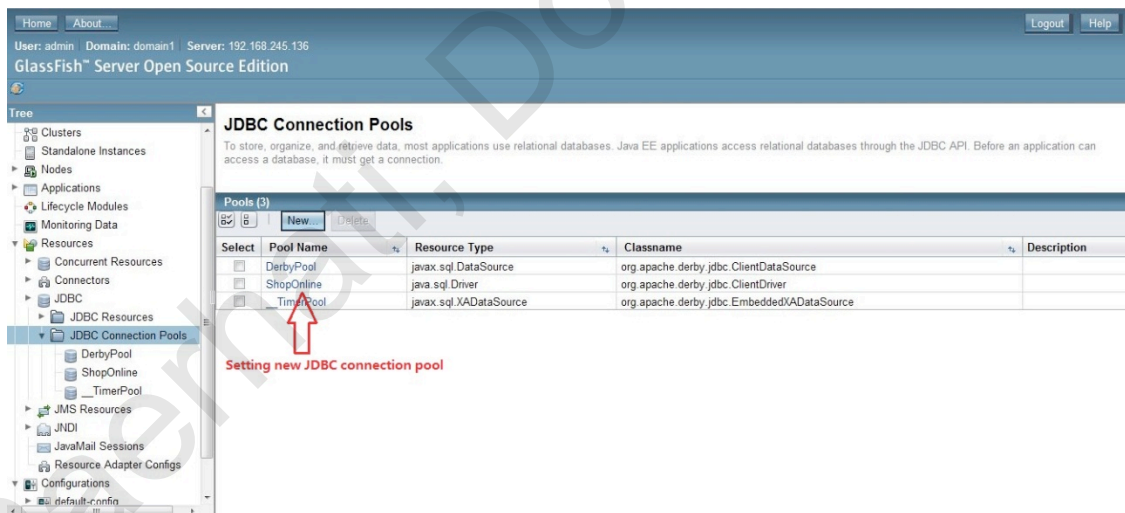 Home About...
Logout Help
User: admin Domain: domain1 Server: 192.168.245.136
GlassFish™ Server Open Source Edition
Tree
Clusters
Standalone Instances
Nodes
Applications
Lifecycle Modules
Monitoring Data
Resources
Concurrent Resources
Connectors
JDBC
JDBC Resources
JDBC Connection Pools
DerbyPool
ShopOnline
__TimerPool
JMS Resources
JNDI
JavaMail Sessions
Resource Adapter Configs
Configurations
default-config
JDBC Connection Pools
To store, organize, and retrieve data, most applications use relational databases. Java EE applications access relational databases through the JDBC API. Before an application can
access a database, it must get a connection.
Pools (3)
New... Delete
Select Pool Name Resource Type Classname Description
DerbyPool javax.sql.DataSource org.apache.derby.jdbc.ClientDataSource
ShopOnline java.sql.Driver org.apache.derby.jdbc.ClientDriver
__TimerPool javax.sql.XADataSource org.apache.derby.jdbc.EmbeddedXADataSource
Setting new JDBC connection pool